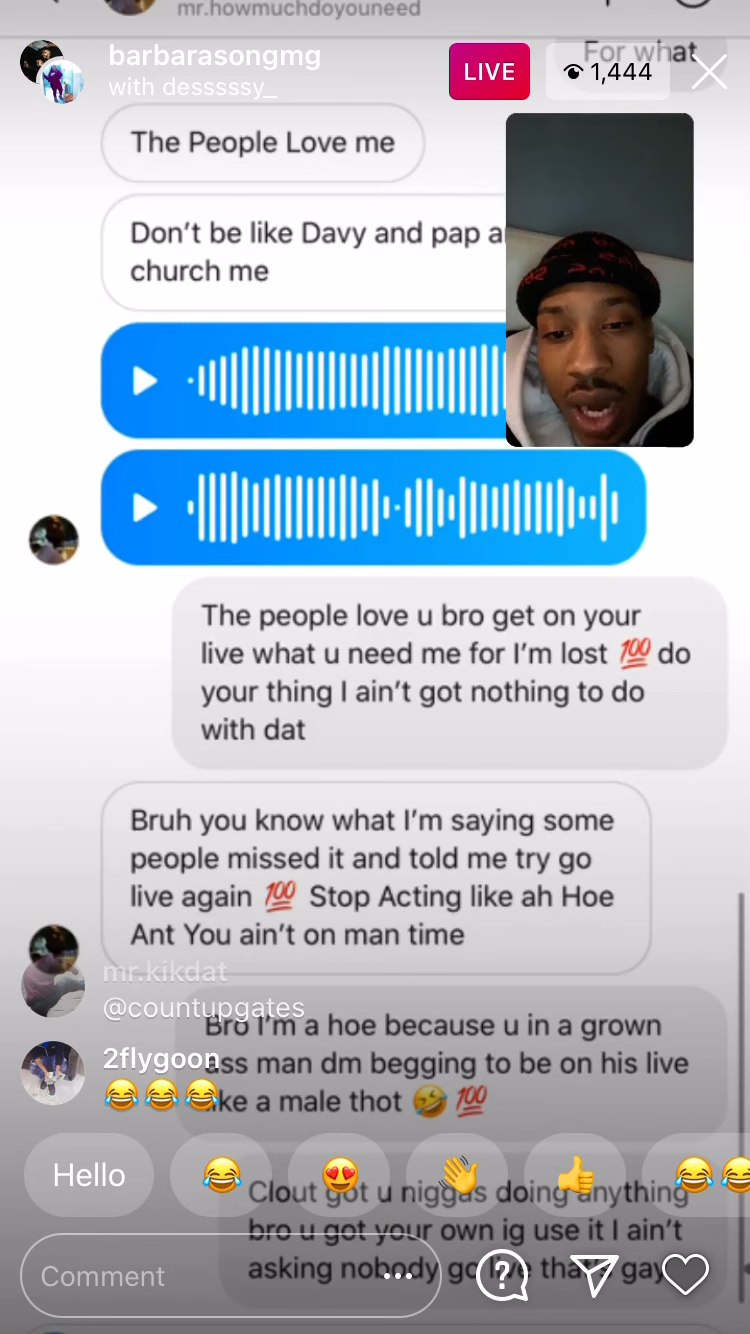 mr.howmuchdoyouneed
For what
barbarasongmg
with desssssy_
LIVE
1,444
The People Love me
Don’t be like Davy and pap a
church me
The people love u bro get on your
live what u need me for I’m lost 💯 do
your thing I ain’t got nothing to do
with dat
Bruh you know what I’m saying some
people missed it and told me try go
live again 💯 Stop Acting like ah Hoe
Ant You ain’t on man time
mr.kikdat
@countupgates
Bro I’m a hoe because u in a grown
ass man dm begging to be on his live
like a male thot 🤣 💯
2flygoon
😂😂😂
Hello
😂 😍 👋 👍 😂😂
Clout got u niggas doing anything
bro u got your own ig use it I ain’t
asking nobody go live that’s gay
Comment